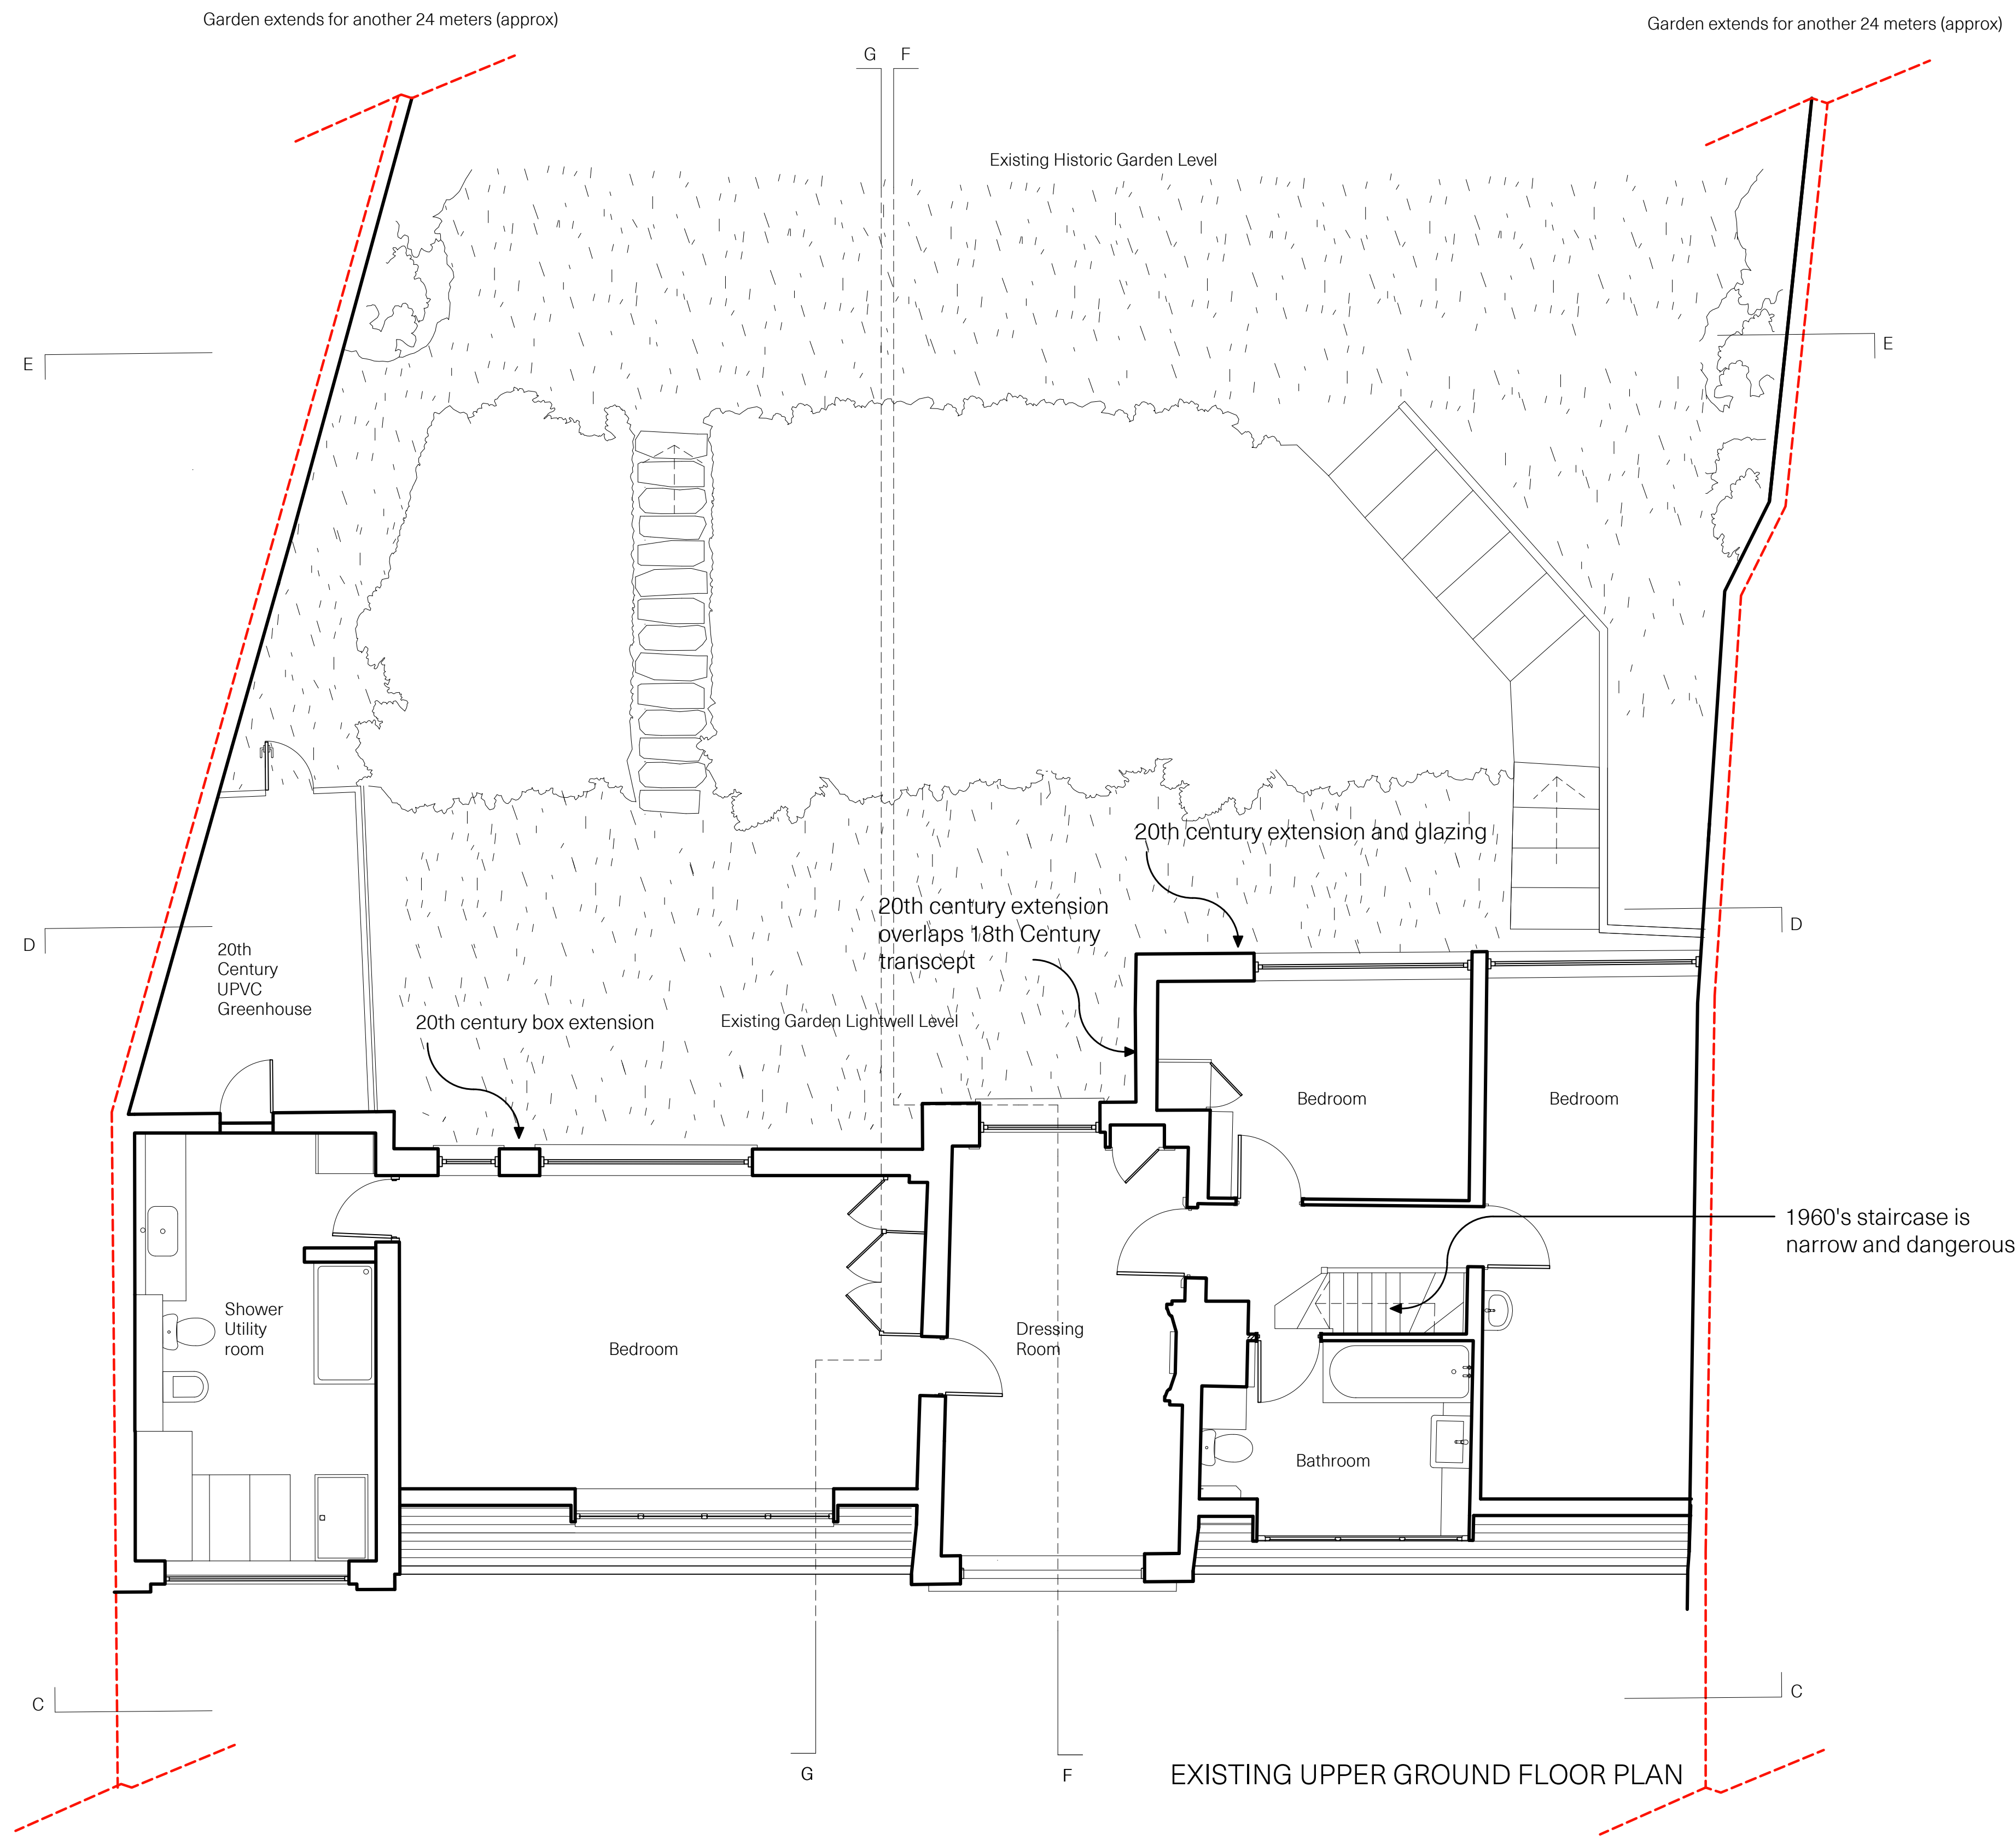 Garden extends for another 24 meters (approx)
Garden extends for another 24 meters (approx)
G
F
Existing Historic Garden Level
E
E
20th century extension and glazing
20th century extension
overlaps 18th Century
transcept
D
D
20th
Century
UPVC
Greenhouse
20th century box extension
Existing Garden Lightwell Level
Bedroom
Bedroom
1960's staircase is
narrow and dangerous
Shower
Utility
room
Bedroom
Dressing
Room
Bathroom
C
C
G
F
EXISTING UPPER GROUND FLOOR PLAN